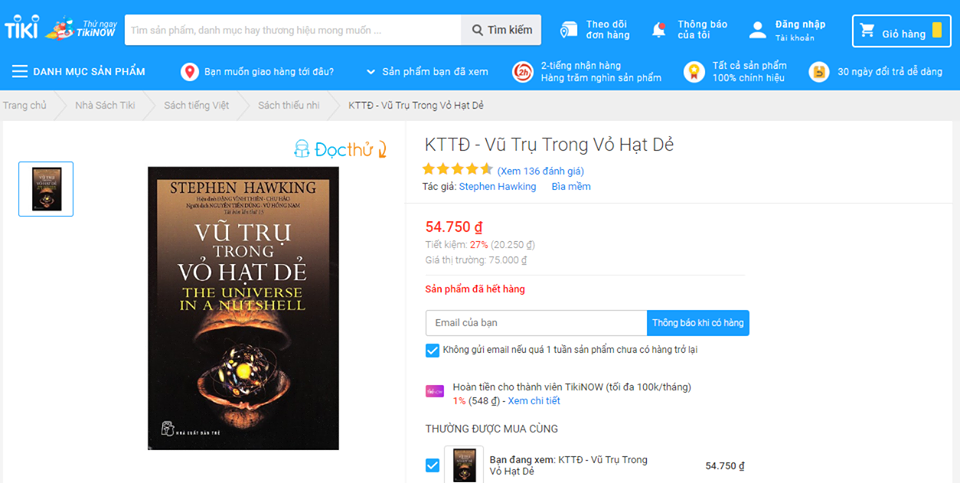 TIKI
Thử ngay
TikiNOW
Tìm sản phẩm, danh mục hay thương hiệu mong muốn ...
Tìm kiếm
Theo dõi
đơn hàng
Thông báo
của tôi
Đăng nhập
Tài khoản
Giỏ hàng
DANH MỤC SẢN PHẨM
Bạn muốn giao hàng tới đâu?
Sản phẩm bạn đã xem
2h
2-tiếng nhận hàng
Hàng trăm nghìn sản phẩm
Tất cả sản phẩm
100% chính hiệu
30 ngày đổi trả dễ dàng
Trang chủ
Nhà Sách Tiki
Sách tiếng Việt
Sách thiếu nhi
KTTĐ - Vũ Trụ Trong Vỏ Hạt Dẻ
Đọc thử
STEPHEN HAWKING
Hiệu đính: ĐẶNG VĨNH THIÊN - CHU HẢO
Người dịch: NGUYỄN TIẾN DŨNG - VŨ HỒNG NAM
VŨ TRỤ
TRONG
VỎ HẠT DẺ
THE UNIVERSE
IN A NUTSHELL
NHÀ XUẤT BẢN TRẺ
KTTĐ - Vũ Trụ Trong Vỏ Hạt Dẻ
(Xem 136 đánh giá)
Tác giả: Stephen Hawking Bìa mềm
54.750 ₫
Tiết kiệm: 27% (20.250 ₫)
Giá thị trường: 75.000 ₫
Sản phẩm đã hết hàng
Email của bạn
Thông báo khi có hàng
Không gửi email nếu quá 1 tuần sản phẩm chưa có hàng trở lại
Hoàn tiền cho thành viên TikiNOW (tối đa 100k/tháng)
1% (548 ₫) - Xem chi tiết
THƯỜNG ĐƯỢC MUA CÙNG
Bạn đang xem: KTTĐ - Vũ Trụ Trong
Vỏ Hạt Dẻ
54.750 ₫